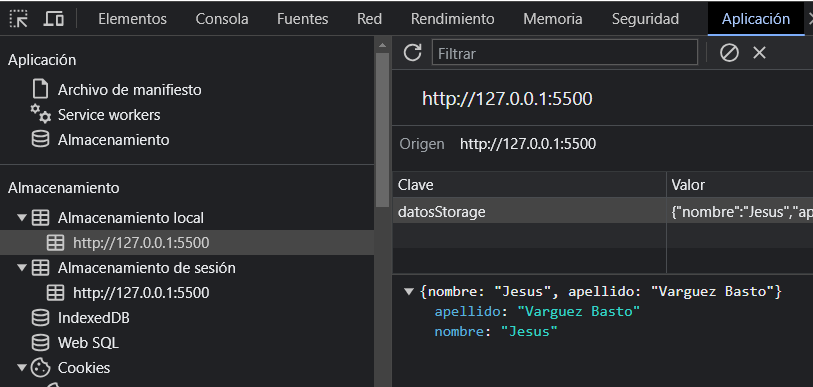 Elementos Consola Fuentes Red Rendimiento Memoria Seguridad Aplicación
Aplicación
Archivo de manifiesto
Service workers
Almacenamiento
Almacenamiento
Almacenamiento local
http://127.0.0.1:5500
Almacenamiento de sesión
http://127.0.0.1:5500
IndexedDB
Web SQL
Cookies
Filtrar
http://127.0.0.1:5500
Origen http://127.0.0.1:5500
Clave Valor
datosStorage {"nombre":"Jesus","ap
{nombre: "Jesus", apellido: "Varguez Basto"}
apellido: "Varguez Basto"
nombre: "Jesus"